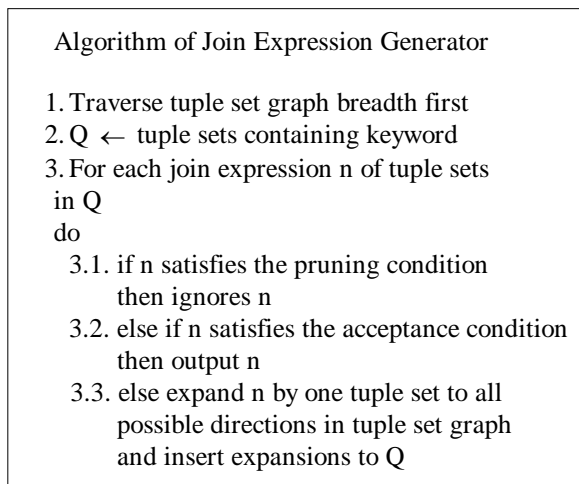 Algorithm of Join Expression Generator
1. Traverse tuple set graph breadth first
2. Q ← tuple sets containing keyword
3. For each join expression n of tuple sets
in Q
do
3.1. if n satisfies the pruning condition
then ignores n
3.2. else if n satisfies the acceptance condition
then output n
3.3. else expand n by one tuple set to all
possible directions in tuple set graph
and insert expansions to Q